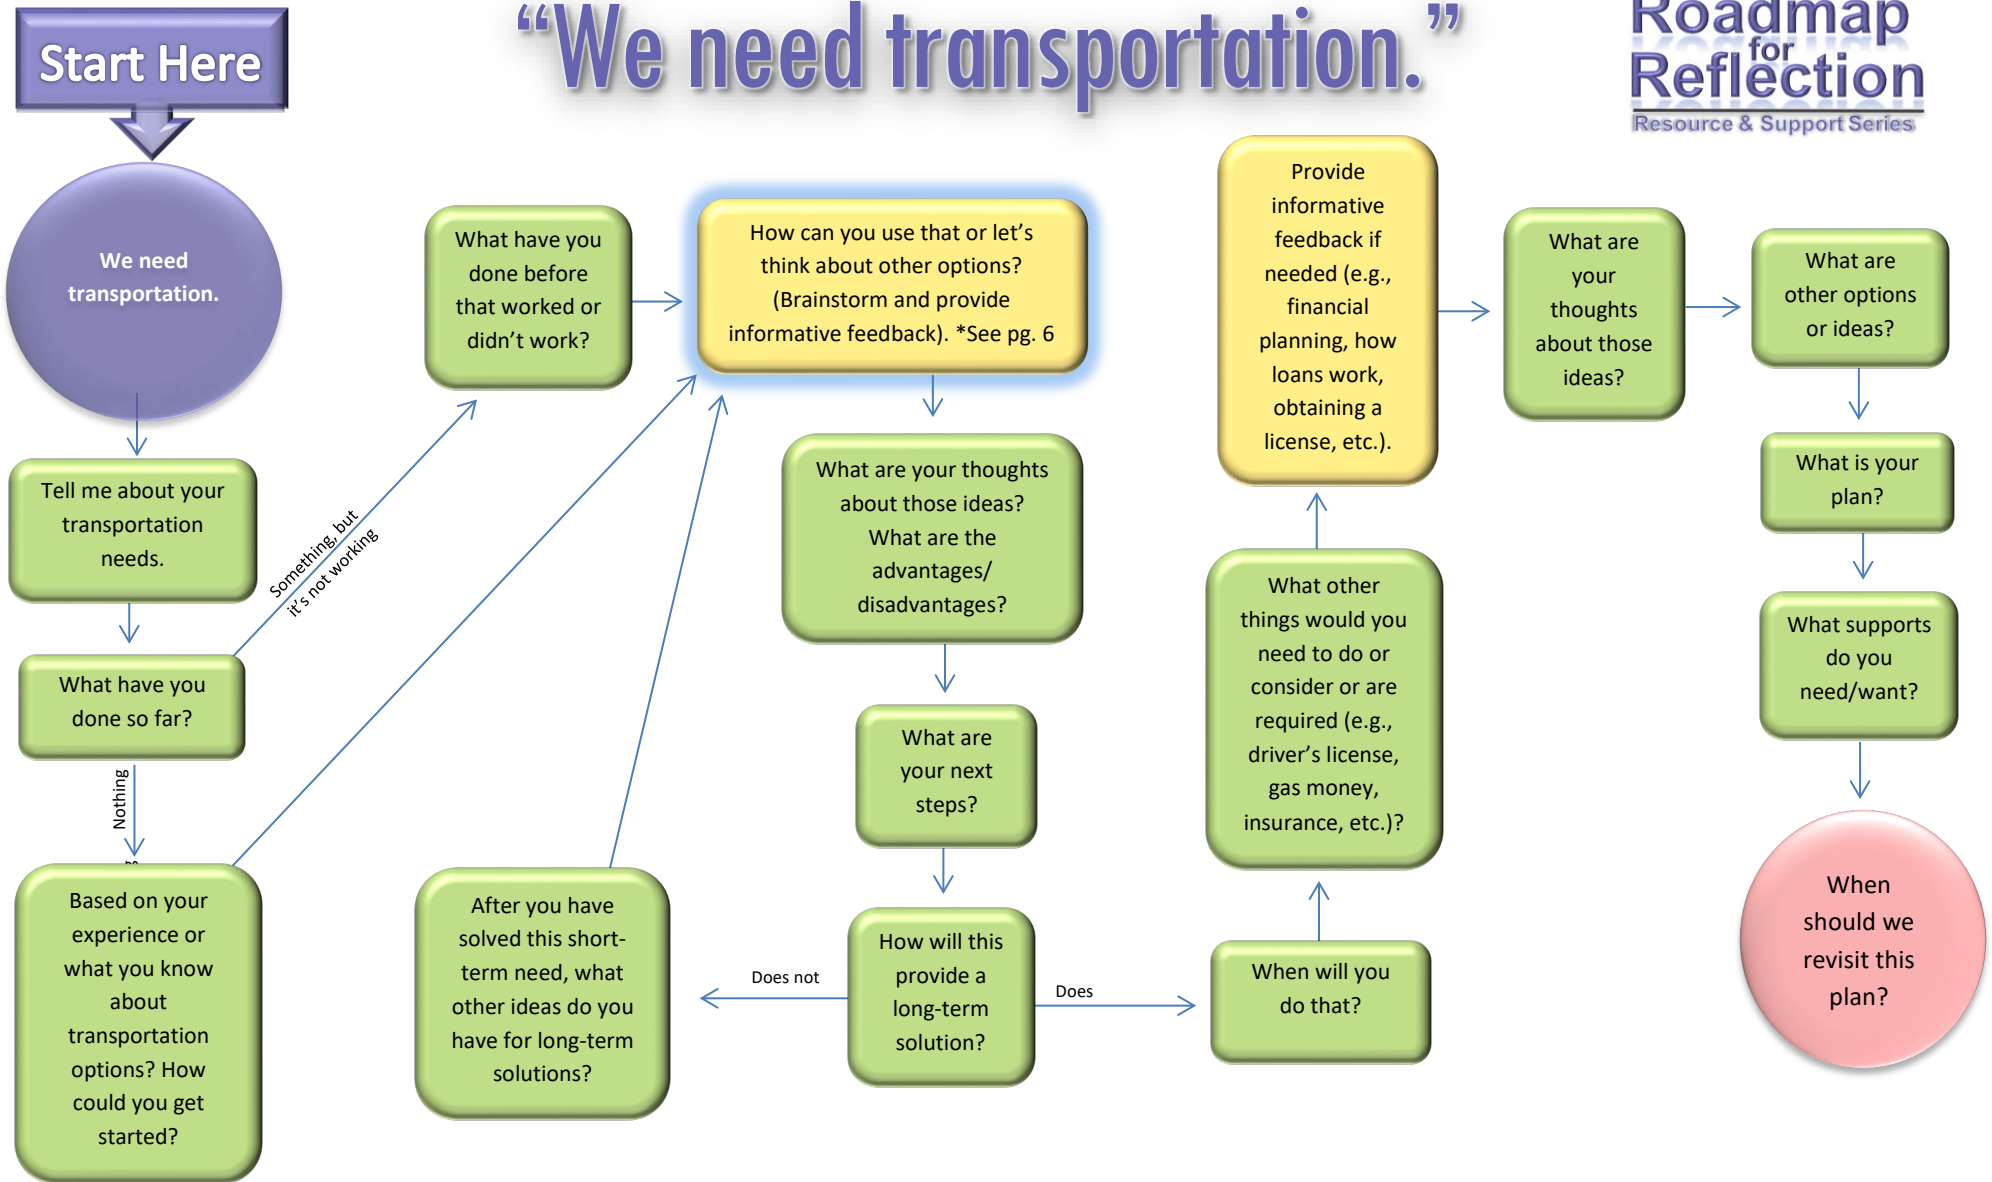 Start Here
“We need transportation.”
Roadmap
for
Reflection
Resource & Support Series
We need
transportation.
Tell me about your
transportation
needs.
What have you
done so far?
Something, but
it's not working
Nothing
Based on your
experience or
what you know
about
transportation
options? How
could you get
started?
What have you
done before
that worked or
didn’t work?
How can you use that or let’s
think about other options?
(Brainstorm and provide
informative feedback). *See pg. 6
What are your thoughts
about those ideas?
What are the
advantages/
disadvantages?
What are
your next
steps?
How will this
provide a
long-term
solution?
Does not
After you have
solved this short-
term need, what
other ideas do you
have for long-term
solutions?
Does
When will you
do that?
What other
things would you
need to do or
consider or are
required (e.g.,
driver’s license,
gas money,
insurance, etc.)?
Provide
informative
feedback if
needed (e.g.,
financial
planning, how
loans work,
obtaining a
license, etc.).
What are
your
thoughts
about those
ideas?
What are
other options
or ideas?
What is your
plan?
What supports
do you
need/want?
When
should we
revisit this
plan?